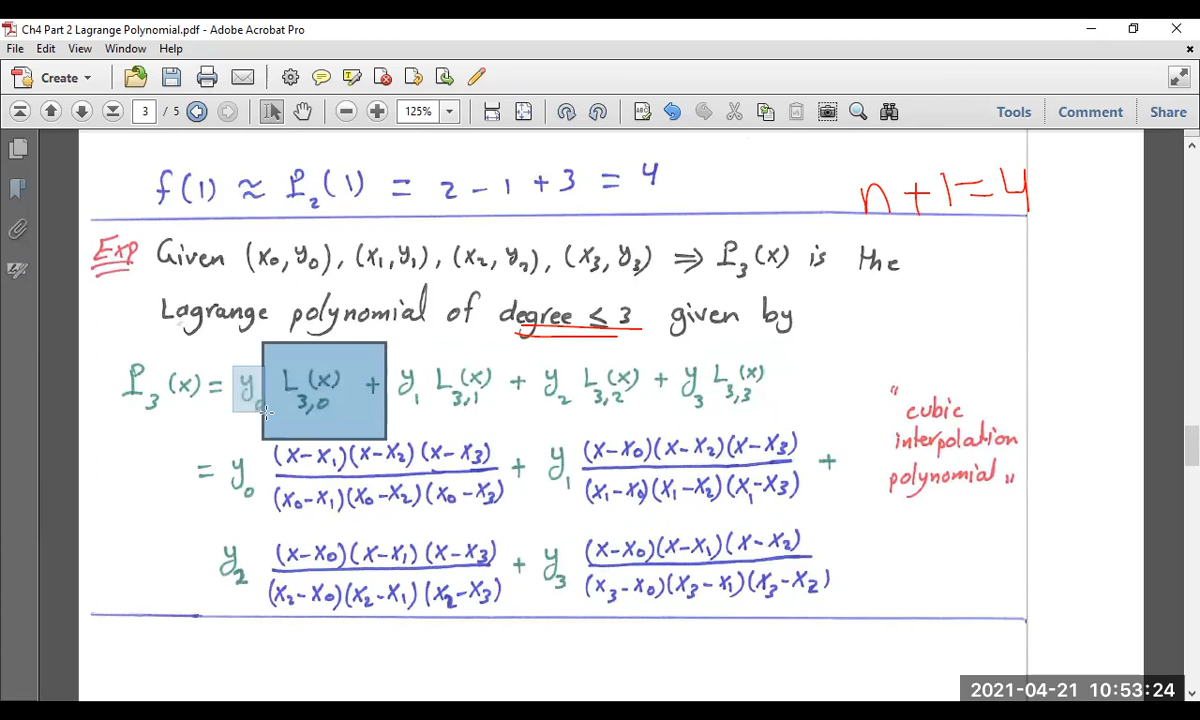 Ch4 Part 2 Lagrange Polynomial.pdf - Adobe Acrobat Pro
File Edit View Window Help
Create
3 / 5 125% Tools Comment Share
f(1) ≈ P₂(1) = 2 - 1 + 3 = 4
n + 1 = 4
Exp Given (x₀, y₀), (x₁, y₁), (x₂, y₂), (x₃, y₃) ⇒ P₃(x) is the
Lagrange polynomial of degree ≤ 3 given by
P₃(x) = y₀ L₃,₀(x) + y₁ L₃,₁(x) + y₂ L₃,₂(x) + y₃ L₃,₃(x)
= y₀ (x-x₁)(x-x₂)(x-x₃) / (x₀-x₁)(x₀-x₂)(x₀-x₃) + y₁ (x-x₀)(x-x₂)(x-x₃) / (x₁-x₀)(x₁-x₂)(x₁-x₃) +
y₂ (x-x₀)(x-x₁)(x-x₃) / (x₂-x₀)(x₂-x₁)(x₂-x₃) + y₃ (x-x₀)(x-x₁)(x-x₂) / (x₃-x₀)(x₃-x₁)(x₃-x₂)
"cubic
interpolation
polynomial"
2021-04-21 10:53:24